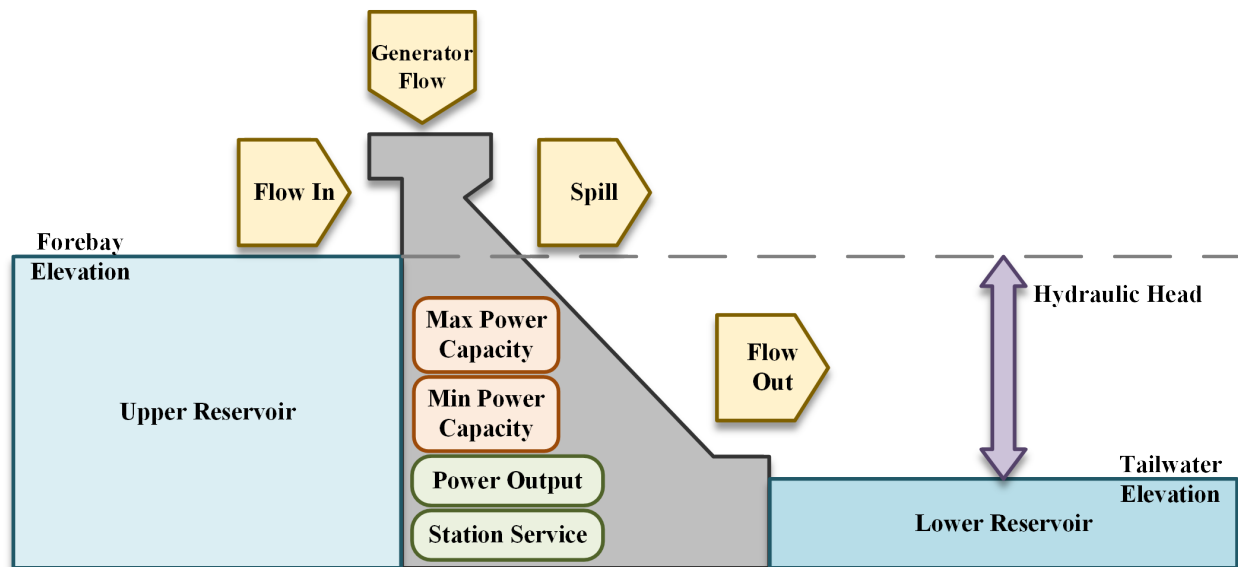 Generator
Flow
Flow In
Spill
Forebay
Elevation
Hydraulic Head
Max Power
Capacity
Flow
Out
Min Power
Capacity
Upper Reservoir
Power Output
Tailwater
Elevation
Station Service
Lower Reservoir